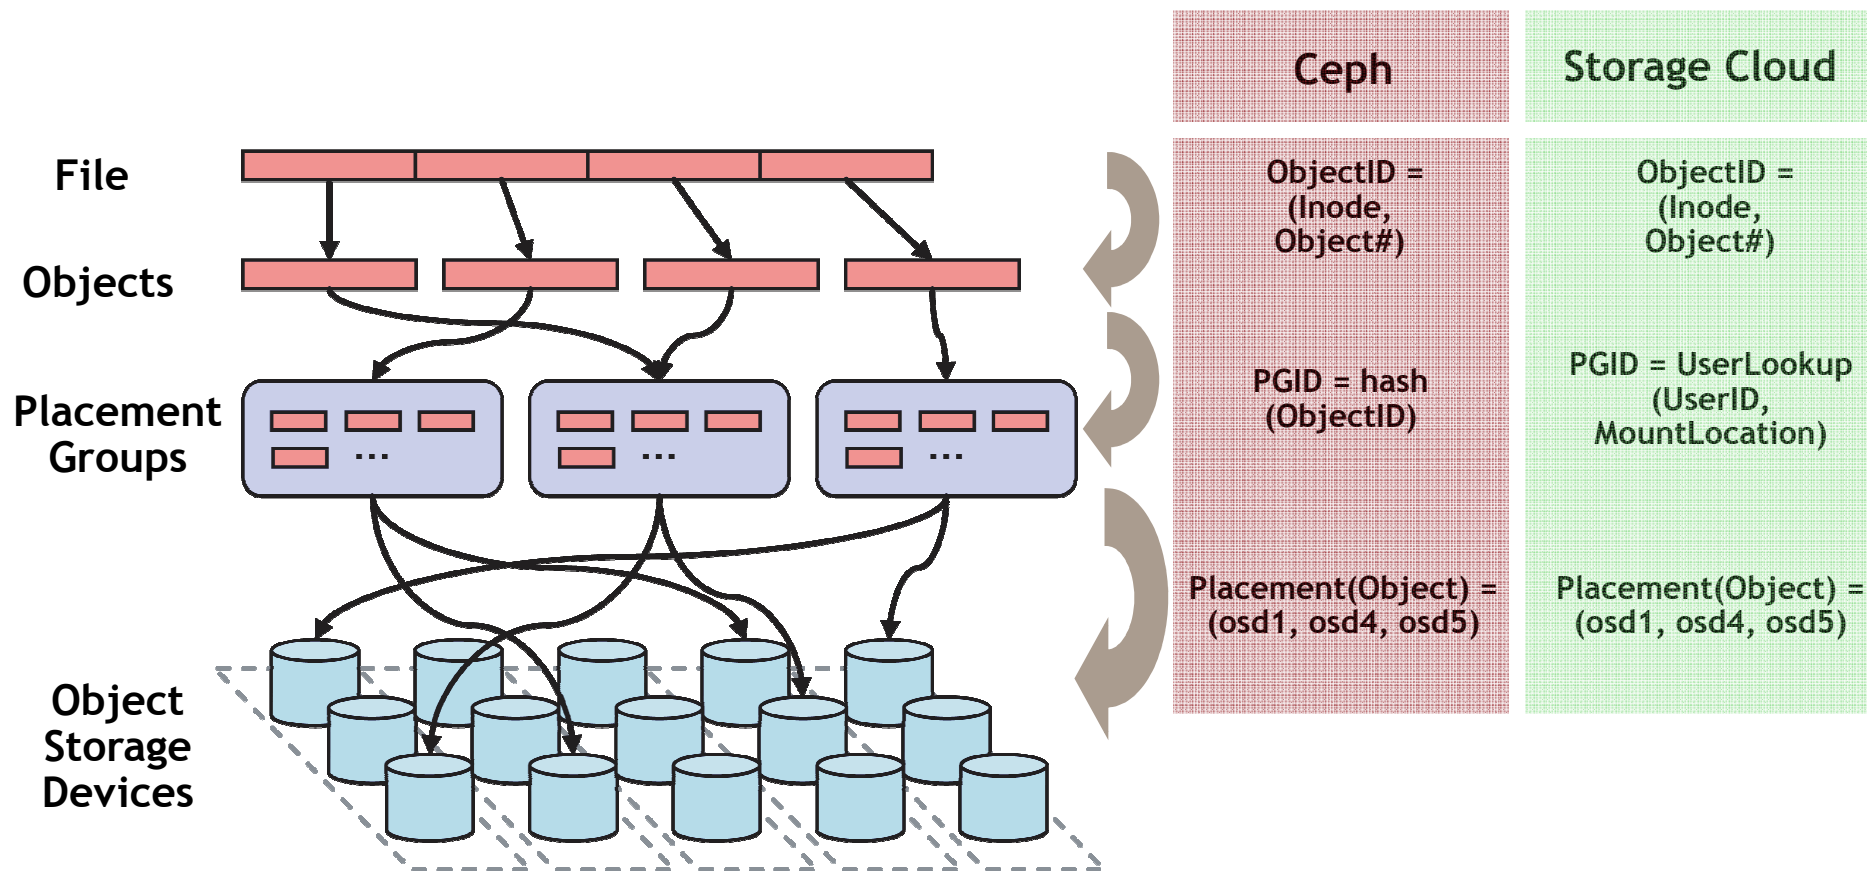 Ceph
Storage Cloud
File
Objects
Placement
Groups
...
...
...
Object
Storage
Devices
ObjectID =
(Inode,
Object#)
PGID = hash
(ObjectID)
Placement(Object) =
(osd1, osd4, osd5)
ObjectID =
(Inode,
Object#)
PGID = UserLookup
(UserID,
MountLocation)
Placement(Object) =
(osd1, osd4, osd5)